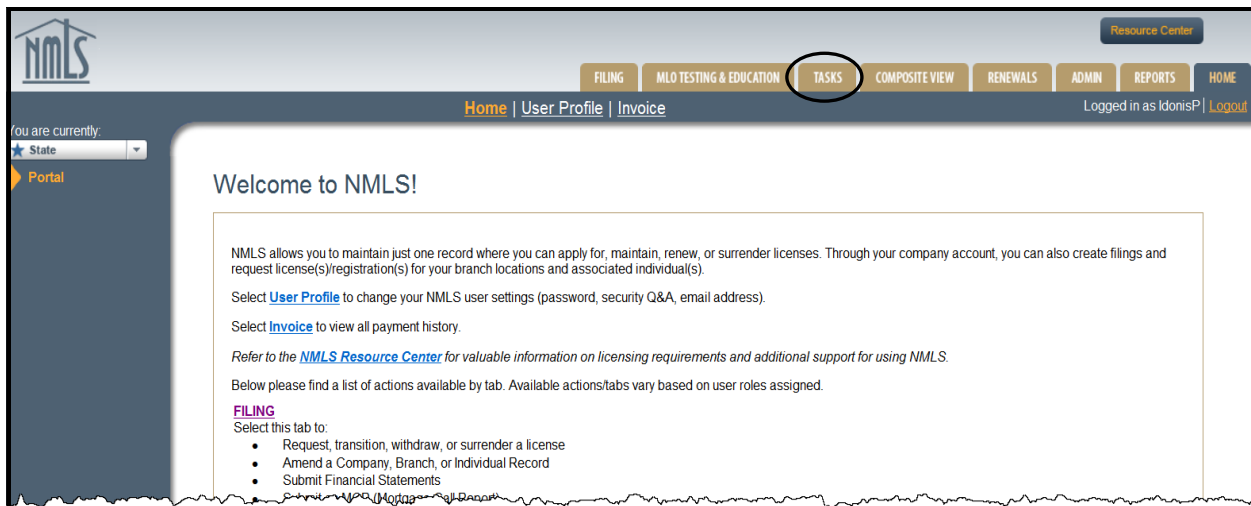 NMLS
Resource Center
FILING MLO TESTING & EDUCATION TASKS COMPOSITE VIEW RENEWALS ADMIN REPORTS HOME
Home | User Profile | Invoice
Logged in as IdonisP | Logout
You are currently:
State
Portal
Welcome to NMLS!
NMLS allows you to maintain just one record where you can apply for, maintain, renew, or surrender licenses. Through your company account, you can also create filings and
request license(s)/registration(s) for your branch locations and associated individual(s).
Select User Profile to change your NMLS user settings (password, security Q&A, email address).
Select Invoice to view all payment history.
Refer to the NMLS Resource Center for valuable information on licensing requirements and additional support for using NMLS.
Below please find a list of actions available by tab. Available actions/tabs vary based on user roles assigned.
FILING
Select this tab to:
• Request, transition, withdraw, or surrender a license
• Amend a Company, Branch, or Individual Record
• Submit Financial Statements
• Submit a MCR (Mortgage Call Report)